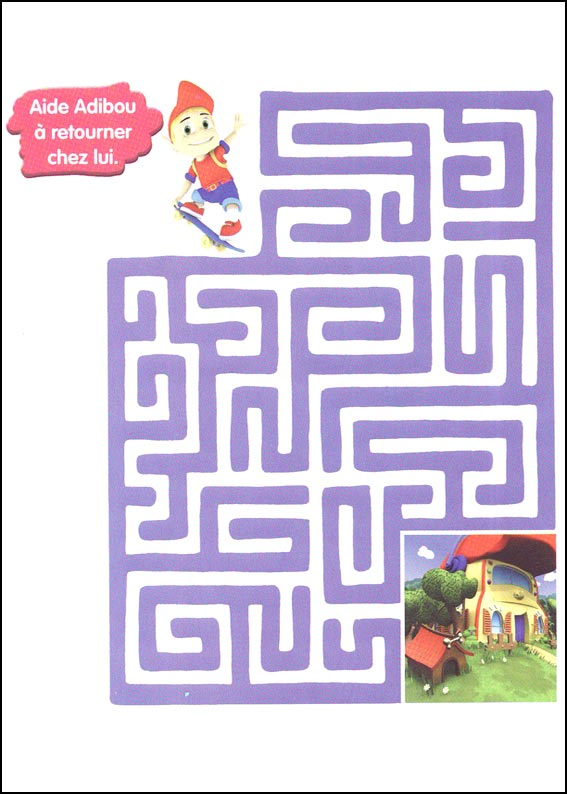 Aide Adibou
à retourner
chez lui.